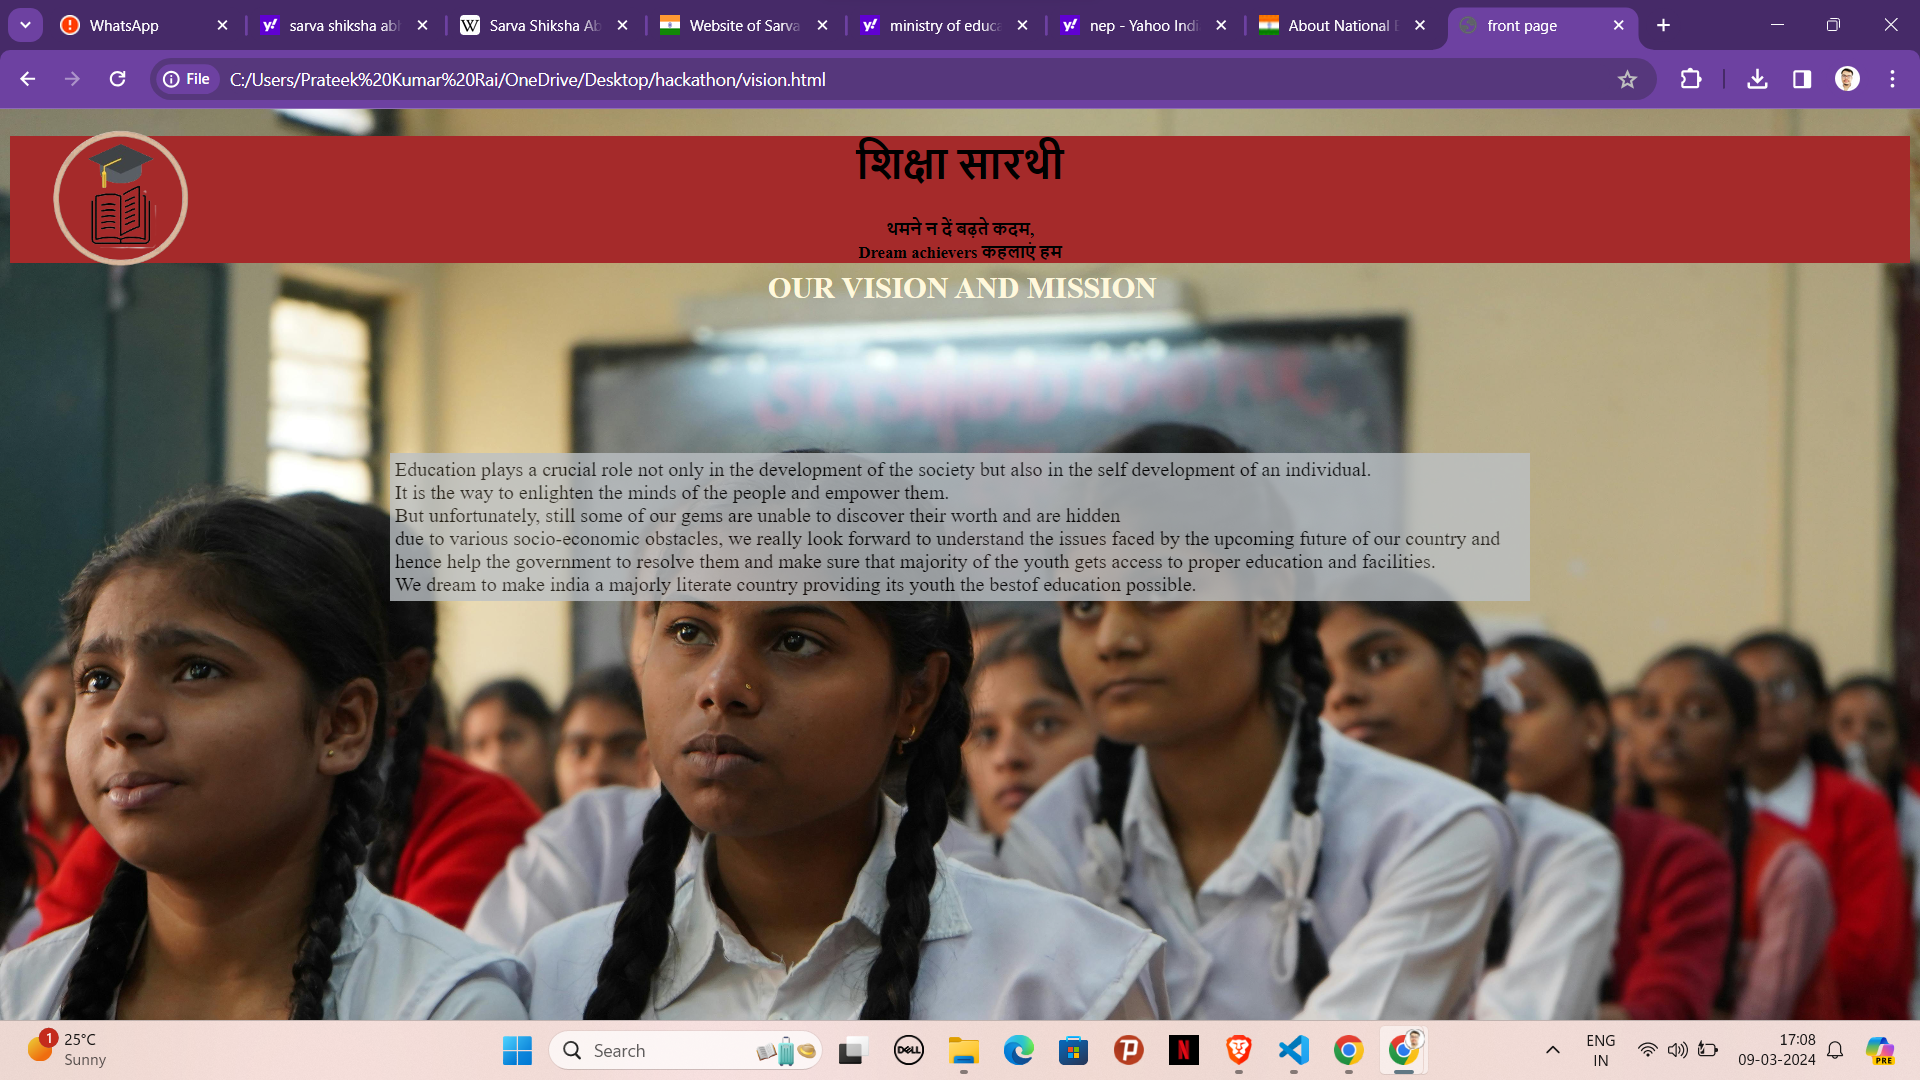 WhatsApp
sarva shiksha abh
Sarva Shiksha Ab
Website of Sarva
ministry of educa
nep - Yahoo Indi
About National E
front page
File
C:/Users/Prateek%20Kumar%20Rai/OneDrive/Desktop/hackathon/vision.html
शिक्षा सारथी
थमने न दें बढ़ते कदम,
Dream achievers कहलाएं हम
OUR VISION AND MISSION
Education plays a crucial role not only in the development of the society but also in the self development of an individual.
It is the way to enlighten the minds of the people and empower them.
But unfortunately, still some of our gems are unable to discover their worth and are hidden
due to various socio-economic obstacles, we really look forward to understand the issues faced by the upcoming future of our country and
hence help the government to resolve them and make sure that majority of the youth gets access to proper education and facilities.
We dream to make india a majorly literate country providing its youth the bestof education possible.
1
25°C
Sunny
Search
DELL
ENG
IN
17:08
09-03-2024
PRE